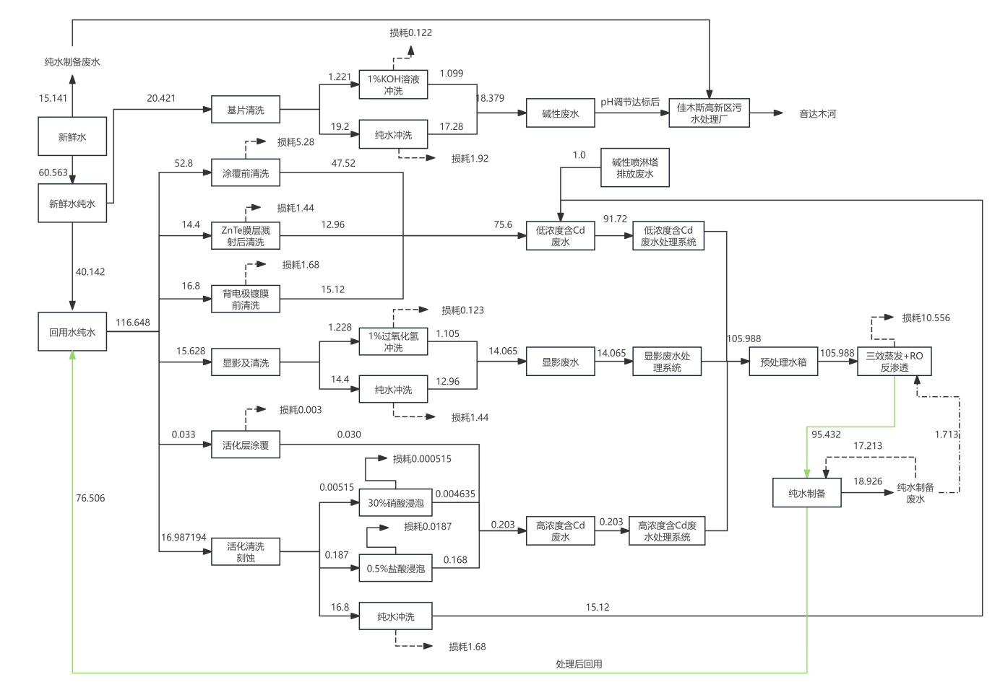 损耗0.122
纯水制备废水
15.141
20.421
1.221
1%KOH溶液
冲洗
1.099
18.379
基片清洗
碱性废水
pH调节达标后
佳木斯高新区污
水处理厂
音达木河
新鲜水
19.2
纯水冲洗
17.28
损耗5.28
损耗1.92
60.563
52.8
涂覆前清洗
47.52
1.0
碱性喷淋塔
排放废水
新鲜水纯水
损耗1.44
14.4
ZnTe膜层溅
射后清洗
12.96
75.6
低浓度含Cd
废水
91.72
低浓度含Cd
废水处理系统
40.142
损耗1.68
16.8
背电极镀膜
前清洗
15.12
损耗0.123
回用水纯水
116.648
1.228
1%过氧化氢
冲洗
1.105
损耗10.556
15.628
显影及清洗
14.065
显影废水
14.065
显影废水处
理系统
105.988
预处理水箱
105.988
三效蒸发+RO
反渗透
14.4
纯水冲洗
12.96
损耗0.003
损耗1.44
0.033
活化层涂覆
0.030
95.432
1.713
17.213
损耗0.000515
0.00515
30%硝酸浸泡
0.004635
纯水制备
18.926
纯水制备
废水
76.506
损耗0.0187
0.203
高浓度含Cd
废水
0.203
高浓度含Cd废
水处理系统
16.987194
活化清洗
刻蚀
0.187
0.5%盐酸浸泡
0.168
16.8
纯水冲洗
15.12
损耗1.68
处理后回用